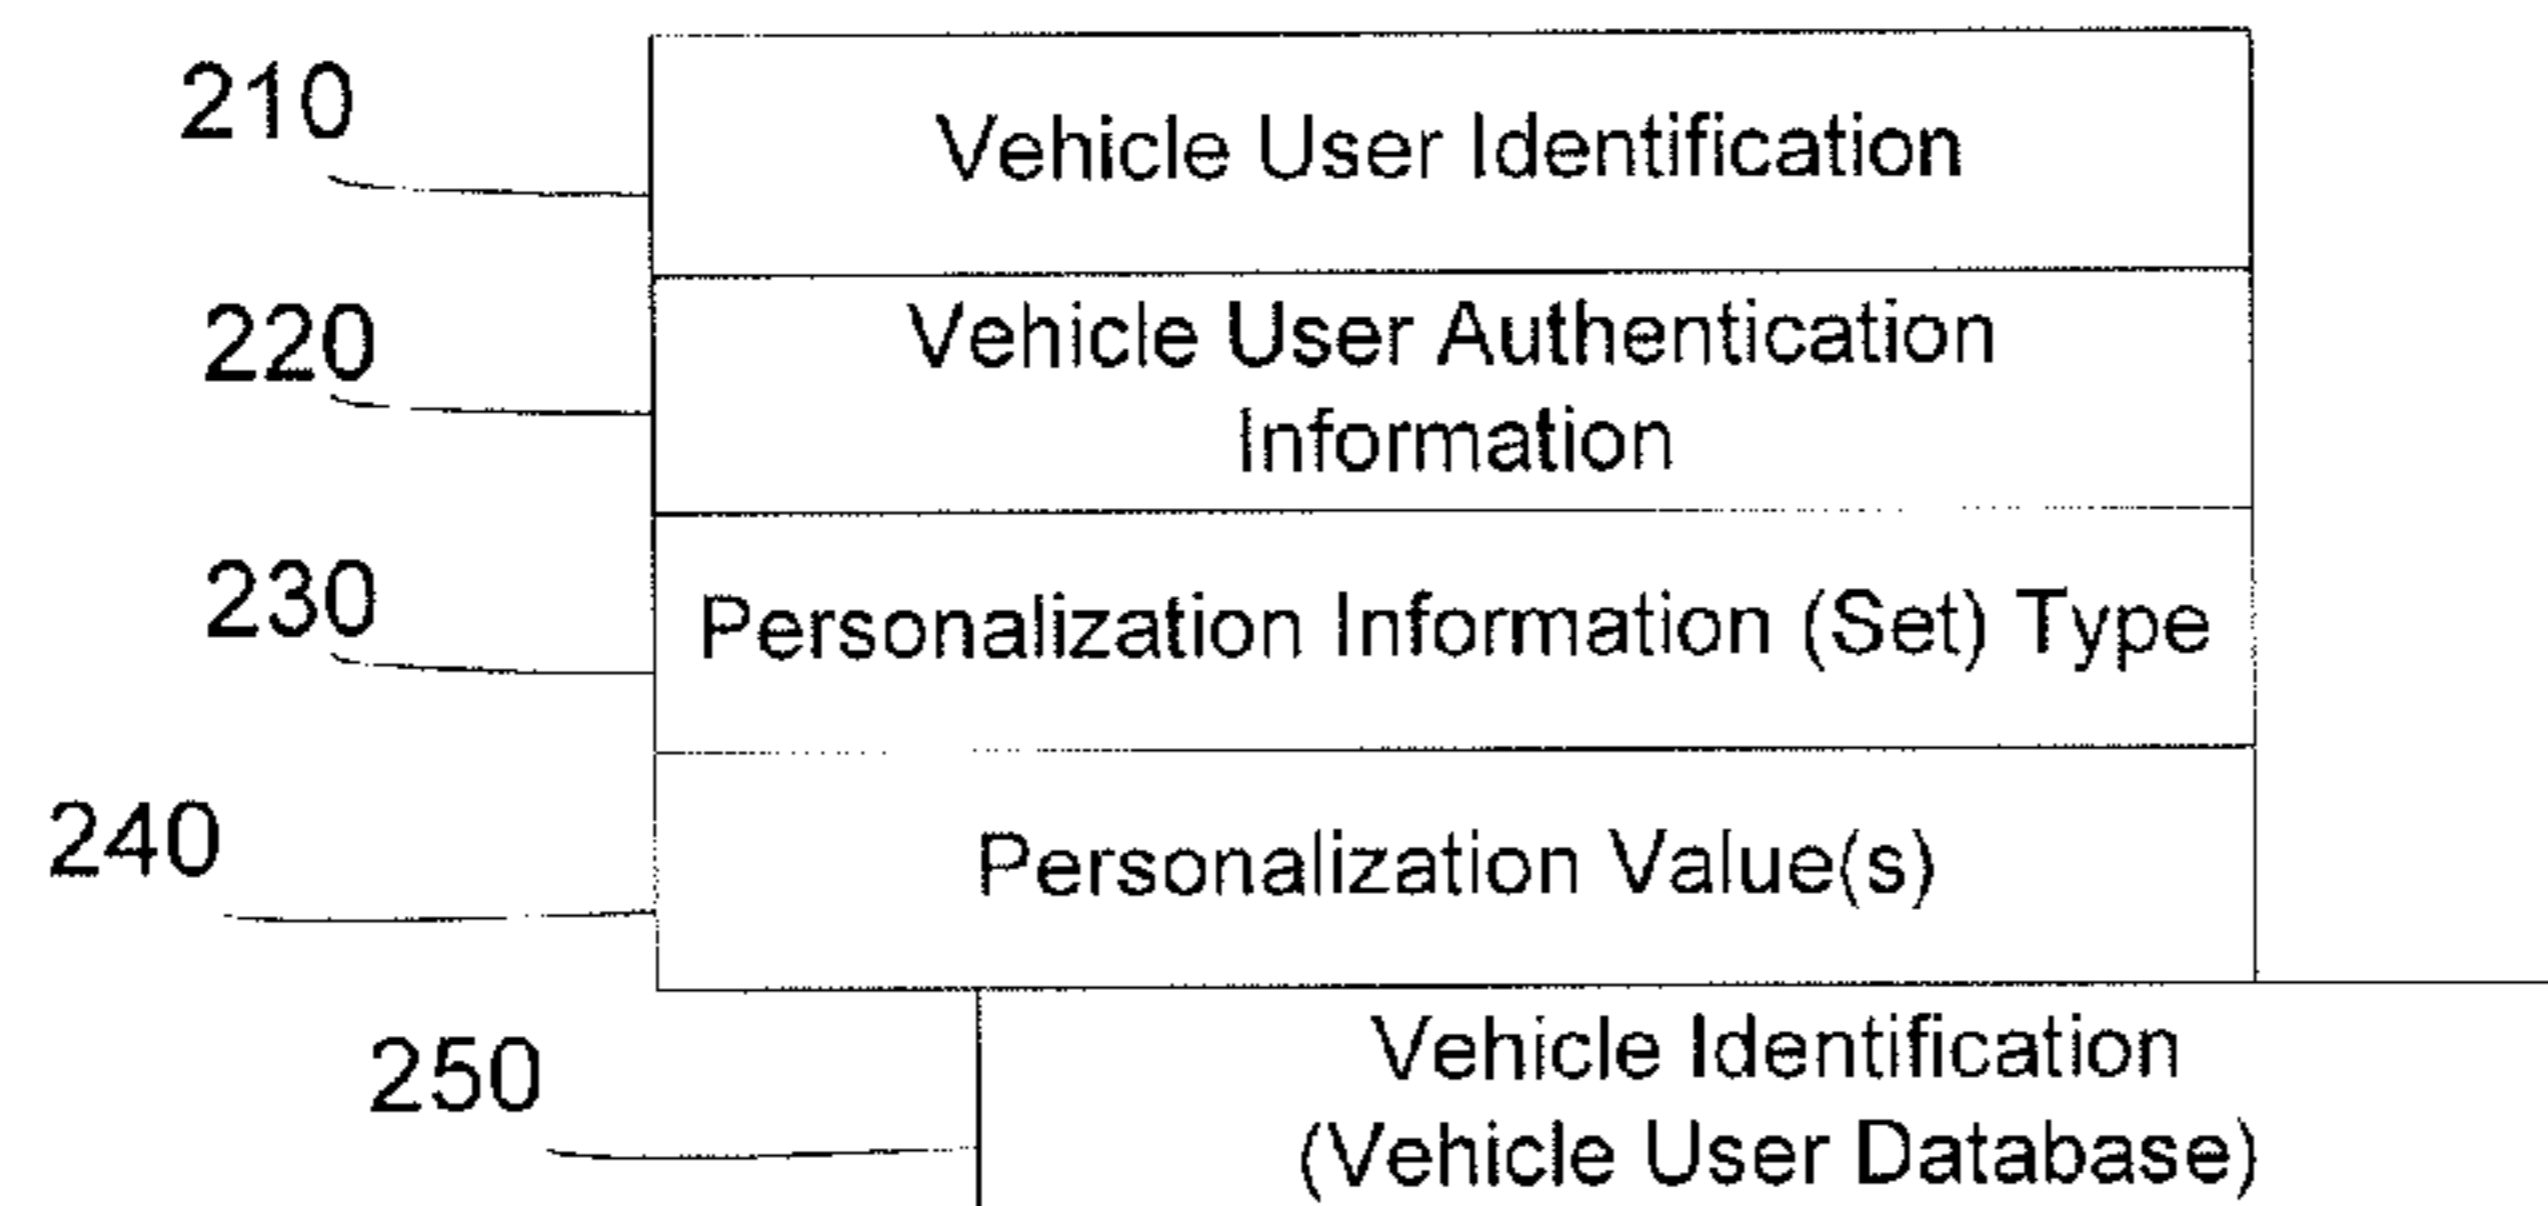 210
Vehicle User Identification
220
Vehicle User Authentication
Information
230
Personalization Information (Set) Type
240
Personalization Value(s)
250
Vehicle Identification
(Vehicle User Database)